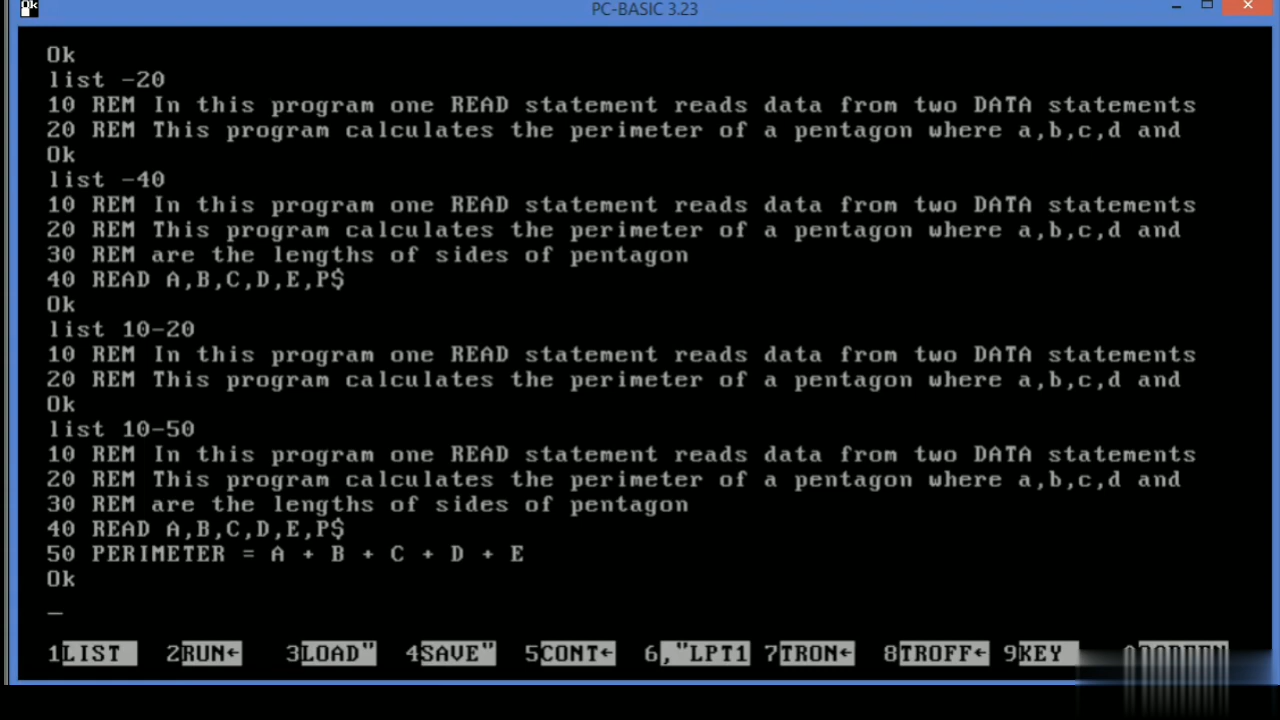 Ok
PC-BASIC 3.23
Ok
list -20
10 REM In this program one READ statement reads data from two DATA statements
20 REM This program calculates the perimeter of a pentagon where a,b,c,d and
Ok
list -40
10 REM In this program one READ statement reads data from two DATA statements
20 REM This program calculates the perimeter of a pentagon where a,b,c,d and
30 REM are the lengths of sides of pentagon
40 READ A,B,C,D,E,P$
Ok
list 10-20
10 REM In this program one READ statement reads data from two DATA statements
20 REM This program calculates the perimeter of a pentagon where a,b,c,d and
Ok
list 10-50
10 REM In this program one READ statement reads data from two DATA statements
20 REM This program calculates the perimeter of a pentagon where a,b,c,d and
30 REM are the lengths of sides of pentagon
40 READ A,B,C,D,E,P$
50 PERIMETER = A + B + C + D + E
Ok
1LIST 2RUN← 3LOAD" 4SAVE" 5CONT← 6,"LPT1 7TRON← 8TROFF← 9KEY